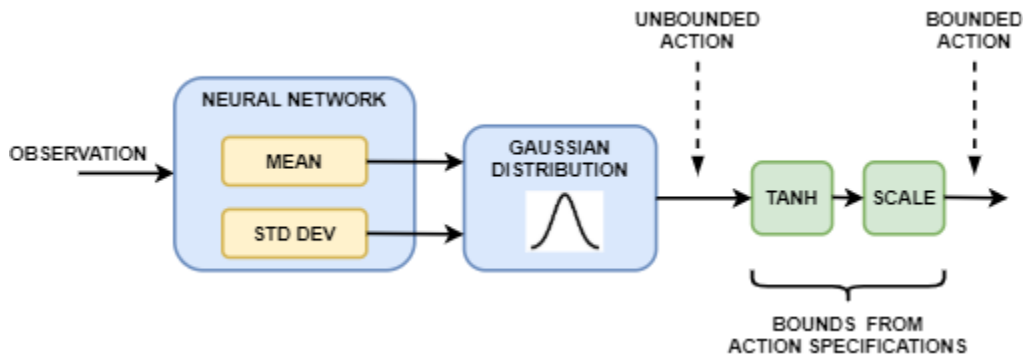 UNBOUNDED
ACTION
BOUNDED
ACTION
NEURAL NETWORK
OBSERVATION
MEAN
STD DEV
GAUSSIAN
DISTRIBUTION
TANH
SCALE
BOUNDS FROM
ACTION SPECIFICATIONS